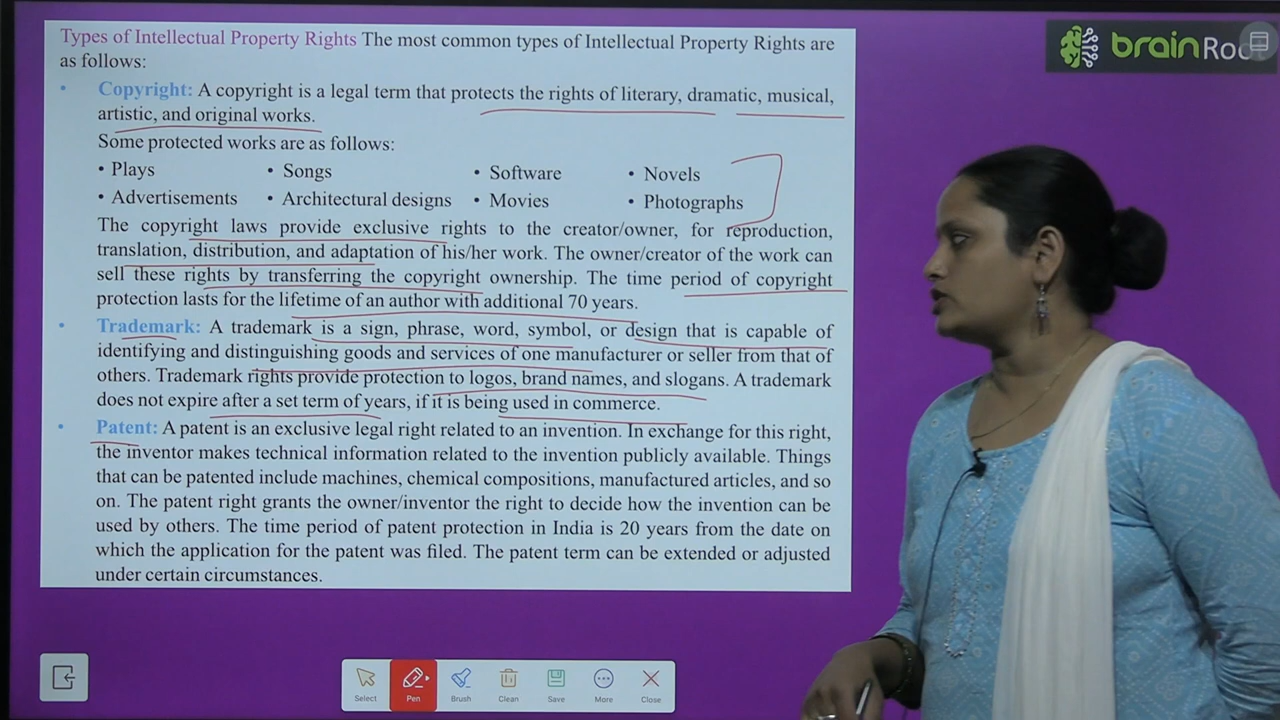 Types of Intellectual Property Rights The most common types of Intellectual Property Rights are
as follows:
• Copyright: A copyright is a legal term that protects the rights of literary, dramatic, musical,
artistic, and original works.
Some protected works are as follows:
• Plays • Songs • Software • Novels
• Advertisements • Architectural designs • Movies • Photographs
The copyright laws provide exclusive rights to the creator/owner, for reproduction,
translation, distribution, and adaptation of his/her work. The owner/creator of the work can
sell these rights by transferring the copyright ownership. The time period of copyright
protection lasts for the lifetime of an author with additional 70 years.
• Trademark: A trademark is a sign, phrase, word, symbol, or design that is capable of
identifying and distinguishing goods and services of one manufacturer or seller from that of
others. Trademark rights provide protection to logos, brand names, and slogans. A trademark
does not expire after a set term of years, if it is being used in commerce.
• Patent: A patent is an exclusive legal right related to an invention. In exchange for this right,
the inventor makes technical information related to the invention publicly available. Things
that can be patented include machines, chemical compositions, manufactured articles, and so
on. The patent right grants the owner/inventor the right to decide how the invention can be
used by others. The time period of patent protection in India is 20 years from the date on
which the application for the patent was filed. The patent term can be extended or adjusted
under certain circumstances.
brain Roo
Select Pen Brush Clean Save More Close